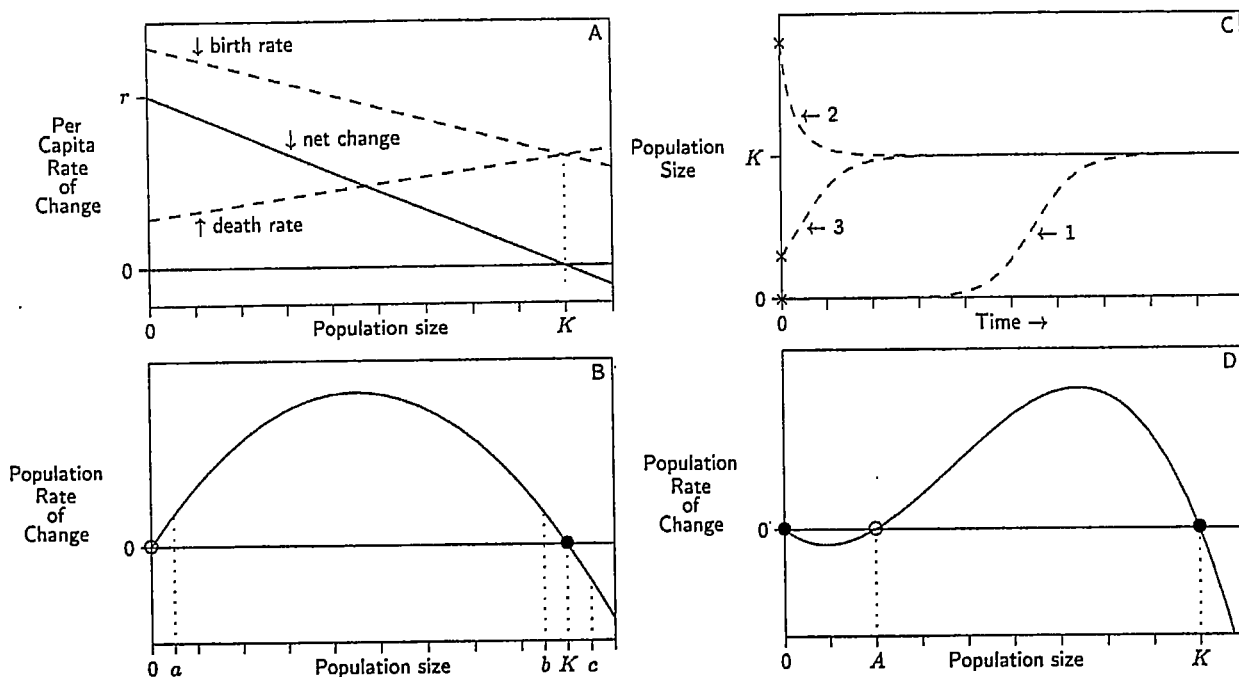 A
↓ birth rate
r
Per
Capita
Rate
of
Change
↓ net change
↑ death rate
0
0
Population size
K
C
2
Population
Size
K
3
1
0
0
Time →
B
Population
Rate
of
Change
0
0
a
Population size
b
K
c
D
Population
Rate
of
Change
0
0
A
Population size
K